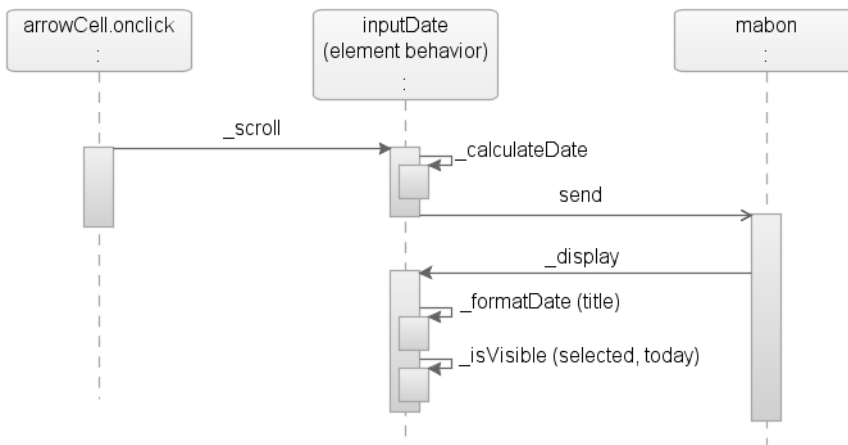 arrowCell.onclick
:
inputDate
(element behavior)
:
mabon
:
_scroll
_calculateDate
send
_display
_formatDate (title)
_isVisible (selected, today)